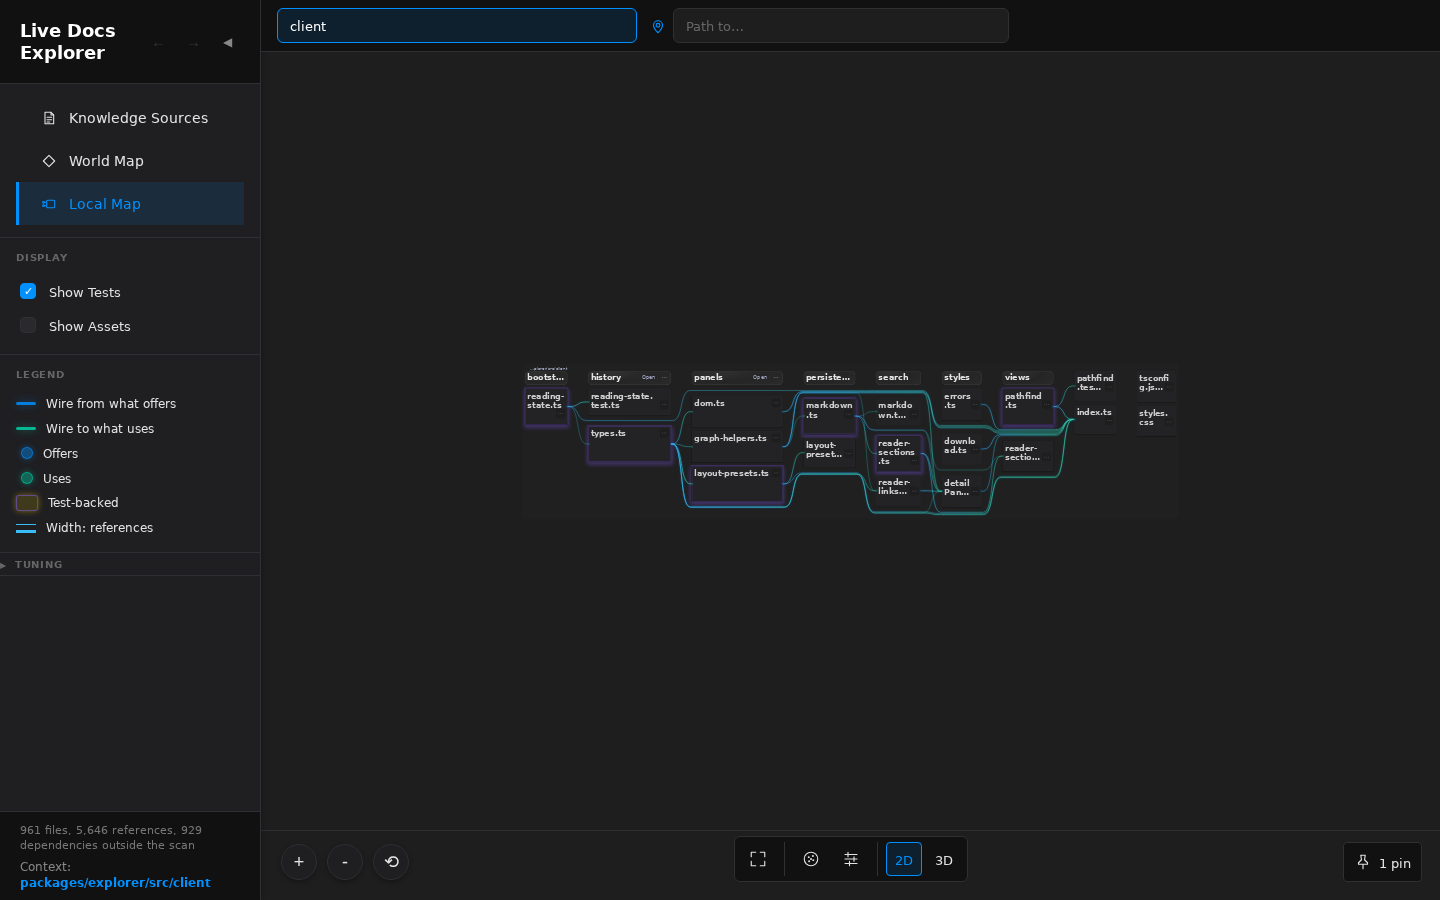 Live Docs
Explorer
client
Path to...
Knowledge Sources
World Map
Local Map
DISPLAY
Show Tests
Show Assets
LEGEND
Wire from what offers
Wire to what uses
Offers
Uses
Test-backed
Width: references
TUNING
961 files, 5,646 references, 929
dependencies outside the scan
Context:
packages/explorer/src/client
bootst...
reading-
state.ts
history
Open
reading-state.
test.ts
types.ts
panels
Open
dom.ts
graph-helpers.ts
layout-presets.ts
persiste...
markdown
.ts
layout-
preset...
search
markdo
wn.t...
reader-
sections
.ts
reader-
links...
styles
errors
.ts
downlo
ad.ts
detail
Pan...
views
pathfind
.ts
reader-
sectio...
pathfind
.tes...
index.ts
tsconfi
g.js...
styles.
css
+
-
2D
3D
1 pin